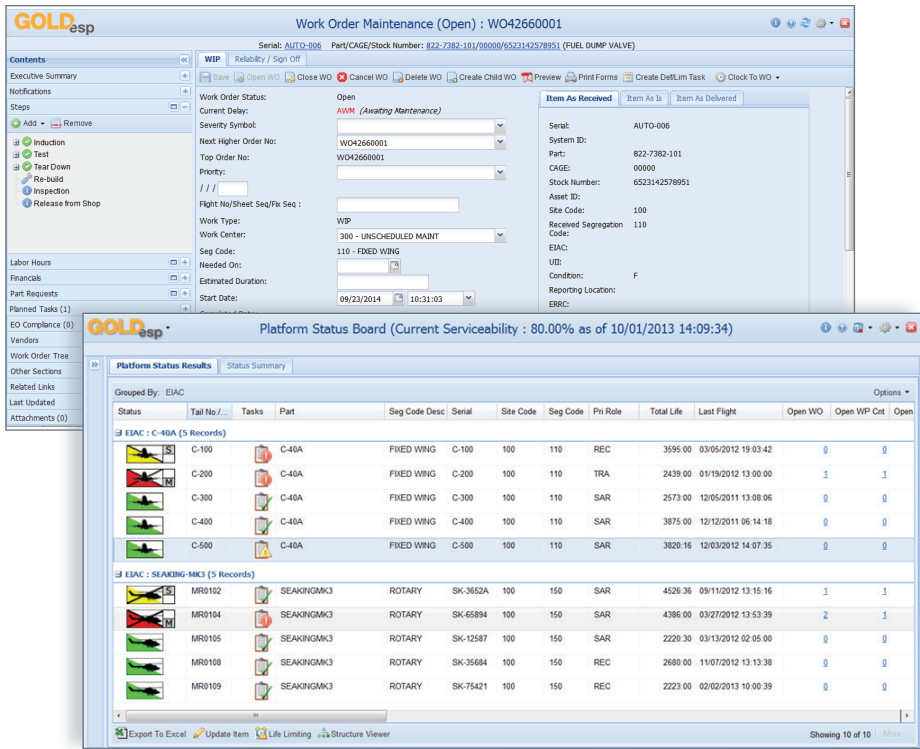 GOLDesp
Work Order Maintenance (Open) : WO42660001
Serial: AUTO-006 Part/CAGE/Stock Number: 822-7382-101/00000/6523142578951 (FUEL DUMP VALVE)
Contents
Executive Summary
Notifications
Steps
Add Remove
Induction
Test
Tear Down
Re-build
Inspection
Release from Shop
Labor Hours
Financials
Part Requests
Planned Tasks (1)
EO Compliance (0)
Vendors
Work Order Tree
Other Sections
Related Links
Last Updated
Attachments (0)
WIP Reliability / Sign Off
Save Open WO Close WO Cancel WO Delete WO Create Child WO Preview Print Forms Create Def/Lim Task Clock To WO
Work Order Status: Open
Current Delay: AWM (Awaiting Maintenance)
Severity Symbol:
Next Higher Order No: WO42660001
Top Order No: WO42660001
Priority:
/ / /
Flight No/Sheet Seq/Fix Seq :
Work Type: WIP
Work Center: 300 - UNSCHEDULED MAINT
Seg Code: 110 - FIXED WING
Needed On:
Estimated Duration:
Start Date: 09/23/2014 10:31:03
Item As Received Item As Is Item As Delivered
Serial: AUTO-006
System ID:
Part: 822-7382-101
CAGE: 00000
Stock Number: 6523142578951
Asset ID:
Site Code: 100
Received Segregation Code: 110
EIAC:
UII:
Condition: F
Reporting Location:
ERRC:
GOLDesp
Platform Status Board (Current Serviceability : 80.00% as of 10/01/2013 14:09:34)
Platform Status Results Status Summary
Grouped By: EIAC Options
Status Tail No./... Tasks Part Seg Code Desc Serial Site Code Seg Code Pri Role Total Life Last Flight Open WO Open WP Cnt Open
EIAC : C-40A (5 Records)
S C-100 C-40A FIXED WING C-100 100 110 REC 3595:00 03/05/2012 19:03:42 0 0
M C-200 C-40A FIXED WING C-200 100 110 TRA 2439:00 01/19/2012 13:00:00 1 1
C-300 C-40A FIXED WING C-300 100 110 SAR 2573:00 12/05/2011 13:08:06 0 0
C-400 C-40A FIXED WING C-400 100 110 SAR 3875:00 12/12/2011 06:14:18 0 0
C-500 C-40A FIXED WING C-500 100 110 SAR 3820:16 12/03/2012 14:07:35 0 0
EIAC : SEAKING-MK3 (5 Records)
S MR0102 SEAKINGMK3 ROTARY SK-3652A 100 150 SAR 4526:36 09/11/2012 13:15:16 1 1
M MR0104 SEAKINGMK3 ROTARY SK-65894 100 150 SAR 4386:00 03/27/2012 13:53:39 2 1
MR0105 SEAKINGMK3 ROTARY SK-12587 100 150 SAR 2220:30 03/13/2012 02:05:00 0 0
MR0108 SEAKINGMK3 ROTARY SK-35684 100 150 REC 2680:00 11/07/2012 13:13:38 0 0
MR0109 SEAKINGMK3 ROTARY SK-75421 100 150 REC 2223:00 02/02/2013 10:00:39 0 0
Export To Excel Update Item Life Limiting Structure Viewer Showing 10 of 10 More